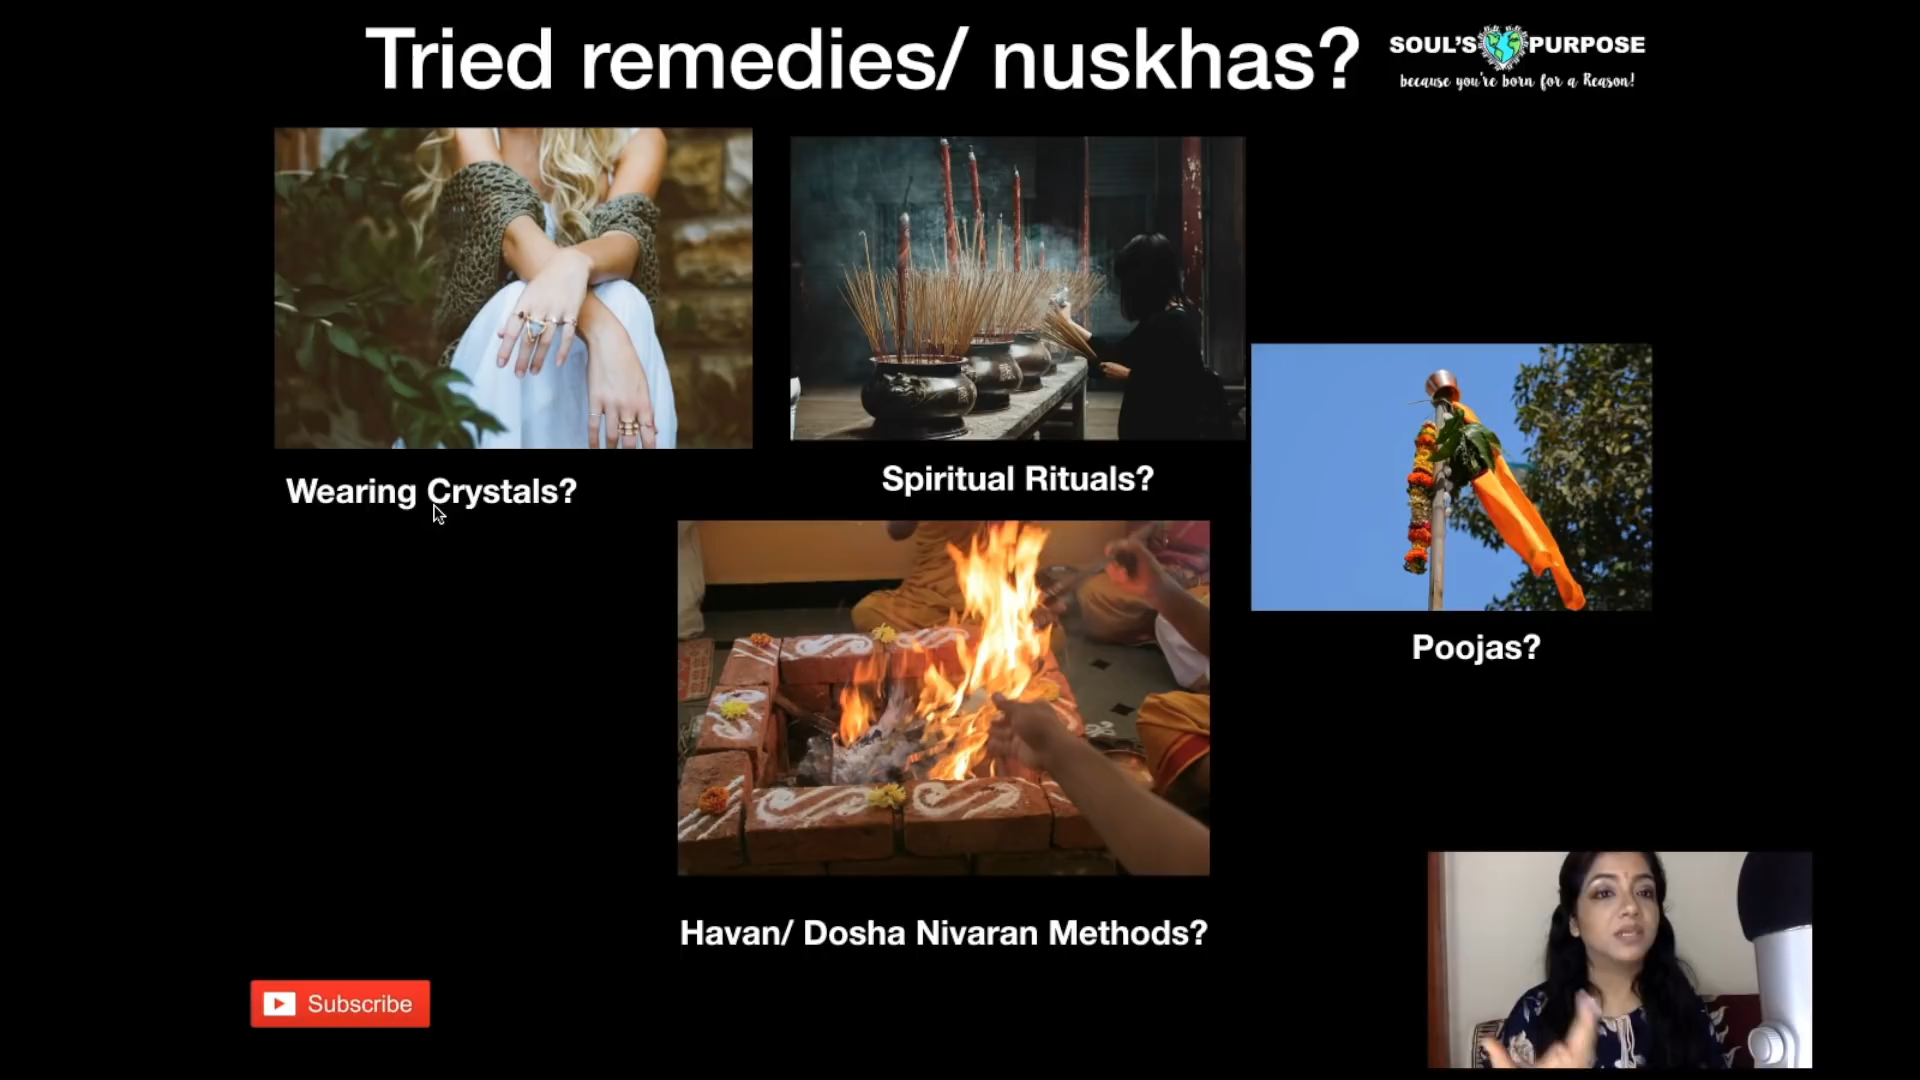 Tried remedies/ nuskhas?
SOUL'S PURPOSE
because you're born for a Reason!
Wearing Crystals?
Spiritual Rituals?
Poojas?
Havan/ Dosha Nivaran Methods?
Subscribe